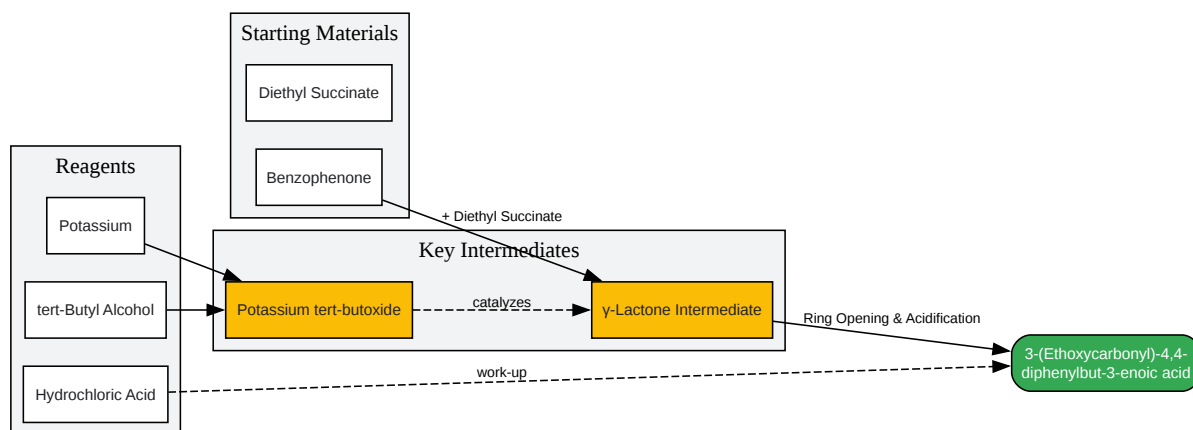 Starting Materials
Diethyl Succinate
Benzophenone
Reagents
Potassium
tert-Butyl Alcohol
Hydrochloric Acid
+ Diethyl Succinate
Key Intermediates
Potassium tert-butoxide
catalyzes
γ-Lactone Intermediate
Ring Opening & Acidification
work-up
3-(Ethoxycarbonyl)-4,4-
diphenylbut-3-enoic acid